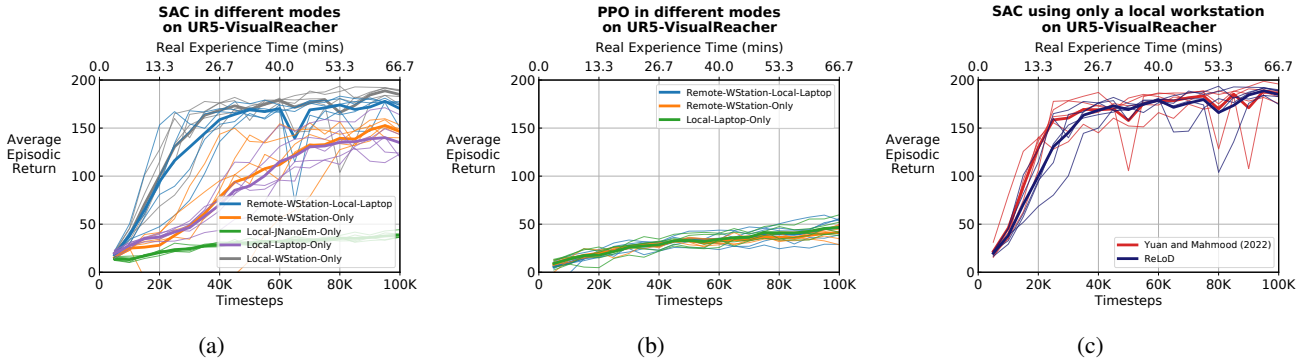 SAC in different modes
on UR5-VisualReacher
Real Experience Time (mins)
0.0 13.3 26.7 40.0 53.3 66.7
200
150
100
50
0
Average
Episodic
Return
Remote-WStation-Local-Laptop
Remote-WStation-Only
Local-JNanoEm-Only
Local-Laptop-Only
Local-WStation-Only
20K 40K 60K 80K 100K
Timesteps
(a)
PPO in different modes
on UR5-VisualReacher
Real Experience Time (mins)
0.0 13.3 26.7 40.0 53.3 66.7
200
150
100
50
0
Average
Episodic
Return
Remote-WStation-Local-Laptop
Remote-WStation-Only
Local-Laptop-Only
20K 40K 60K 80K 100K
Timesteps
(b)
SAC using only a local workstation
on UR5-VisualReacher
Real Experience Time (mins)
0.0 13.3 26.7 40.0 53.3 66.7
200
150
100
50
0
Average
Episodic
Return
Yuan and Mahmood (2022)
ReLoD
20K 40K 60K 80K 100K
Timesteps
(c)